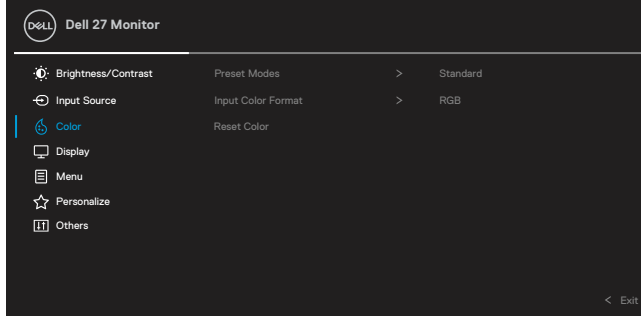 DELL Dell 27 Monitor
Brightness/Contrast Preset Modes > Standard
Input Source Input Color Format > RGB
Color Reset Color
Display
Menu
Personalize
Others
< Exit